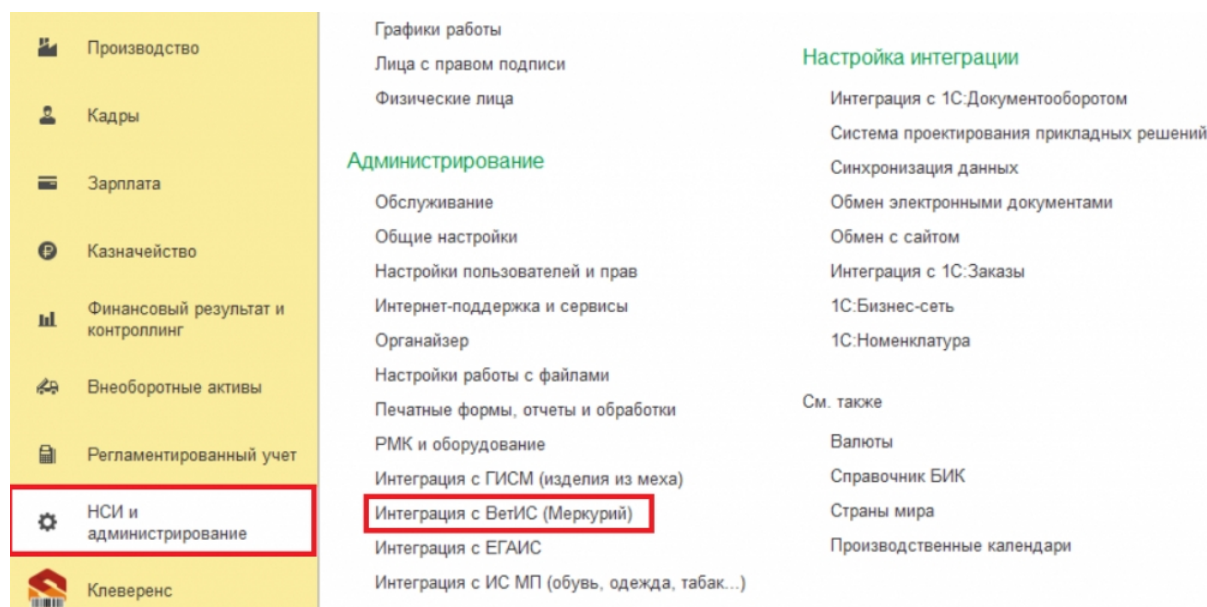 Производство
Кадры
Зарплата
Казначейство
Финансовый результат и
контроллинг
Внеоборотные активы
Регламентированный учет
НСИ и
администрирование
Клеверенс
Графики работы
Лица с правом подписи
Физические лица
Администрирование
Обслуживание
Общие настройки
Настройки пользователей и прав
Интернет-поддержка и сервисы
Органайзер
Настройки работы с файлами
Печатные формы, отчеты и обработки
РМК и оборудование
Интеграция с ГИСМ (изделия из меха)
Интеграция с ВетИС (Меркурий)
Интеграция с ЕГАИС
Интеграция с ИС МП (обувь, одежда, табак...)
Настройка интеграции
Интеграция с 1С:Документооборотом
Система проектирования прикладных решений
Синхронизация данных
Обмен электронными документами
Обмен с сайтом
Интеграция с 1С:Заказы
1С:Бизнес-сеть
1С:Номенклатура
См. также
Валюты
Справочник БИК
Страны мира
Производственные календари